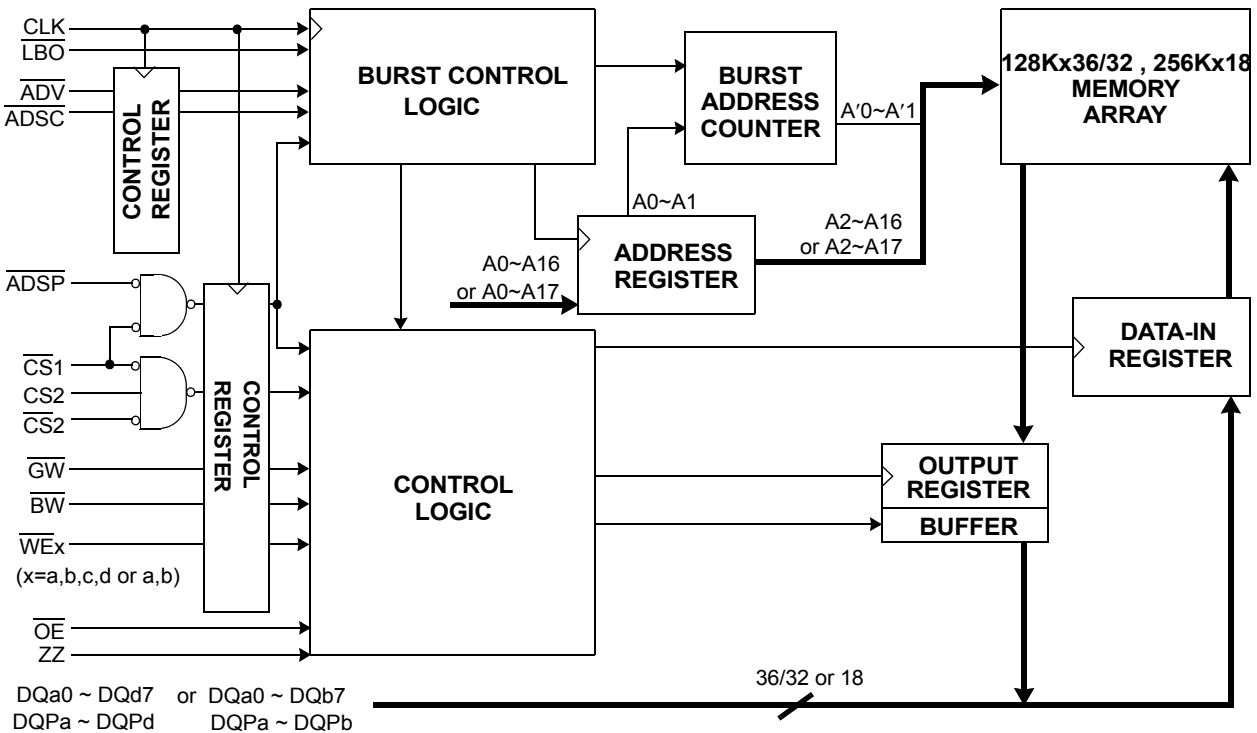 CLK
LBO
ADV
ADSC
CONTROL
REGISTER
BURST CONTROL
LOGIC
BURST
ADDRESS
COUNTER
A′0~A′1
128Kx36/32 , 256Kx18
MEMORY
ARRAY
A0~A1
A2~A16
or A2~A17
ADDRESS
REGISTER
A0~A16
or A0~A17
ADSP
CS1
CS2
CS2
GW
BW
WEx
(x=a,b,c,d or a,b)
OE
ZZ
CONTROL
REGISTER
CONTROL
LOGIC
DATA-IN
REGISTER
OUTPUT
REGISTER
BUFFER
36/32 or 18
DQa0 ~ DQd7 or DQa0 ~ DQb7
DQPa ~ DQPd DQPa ~ DQPb